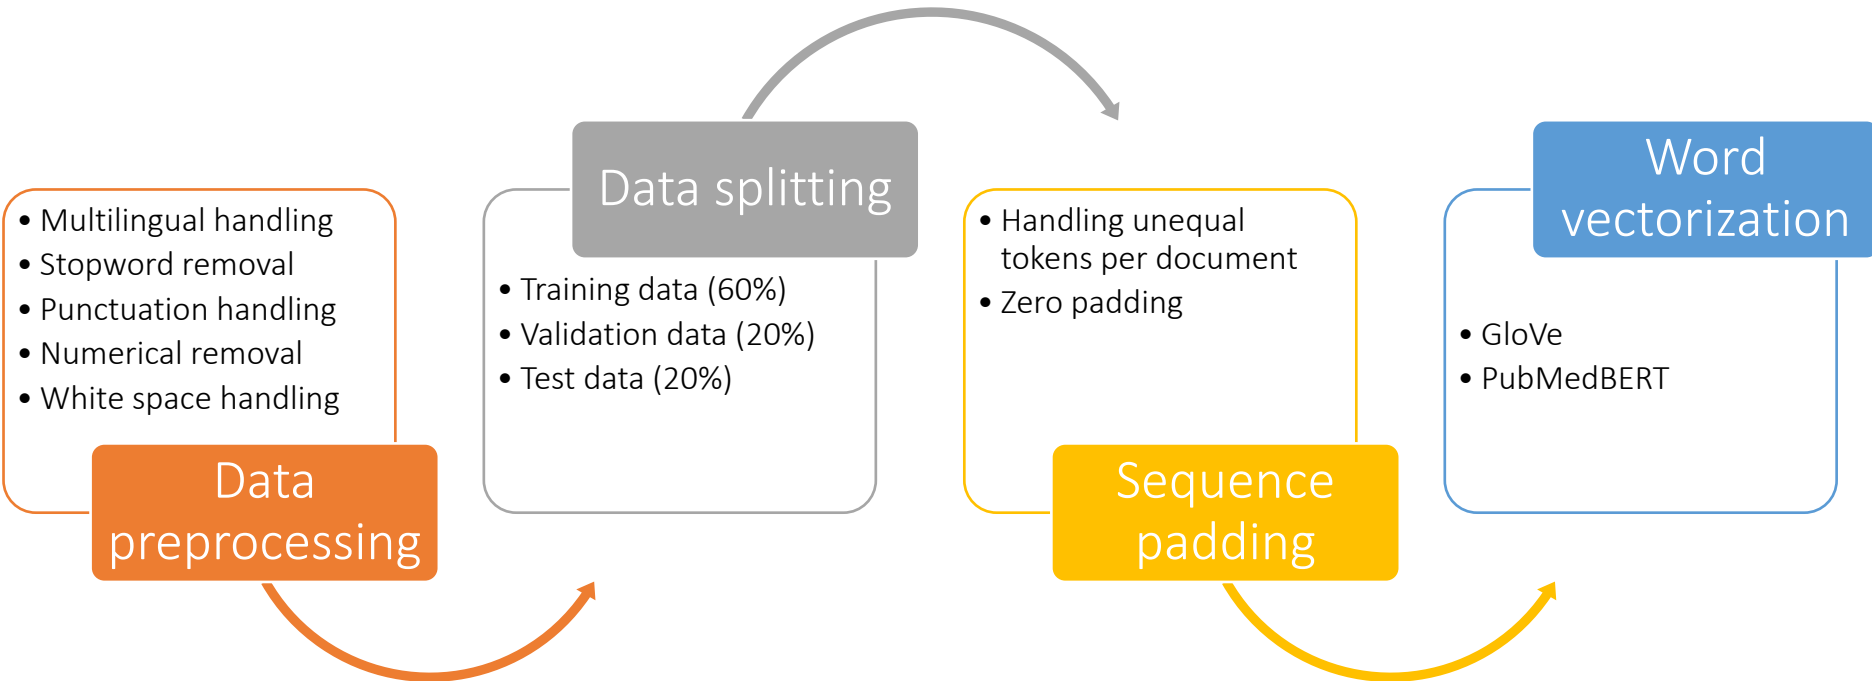 • Multilingual handling
• Stopword removal
• Punctuation handling
• Numerical removal
• White space handling
Data
preprocessing
Data splitting
• Training data (60%)
• Validation data (20%)
• Test data (20%)
• Handling unequal
tokens per document
• Zero padding
Sequence
padding
Word
vectorization
• GloVe
• PubMedBERT